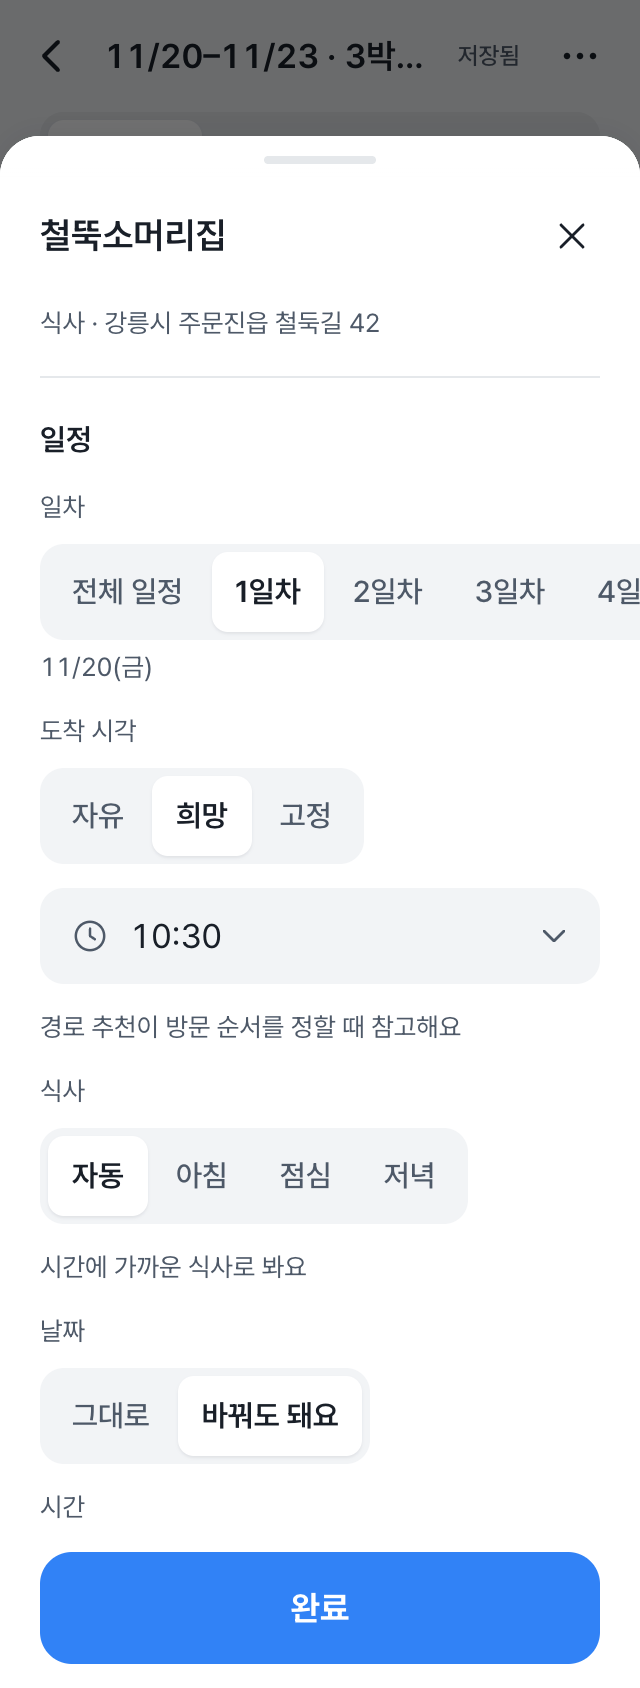 11/20–11/23 · 3박... 저장됨
철뚝소머리집
식사 · 강릉시 주문진읍 철둑길 42
일정
일차
전체 일정 1일차 2일차 3일차 4일
11/20(금)
도착 시각
자유 희망 고정
10:30
경로 추천이 방문 순서를 정할 때 참고해요
식사
자동 아침 점심 저녁
시간에 가까운 식사로 봐요
날짜
그대로 바꿔도 돼요
시간
완료